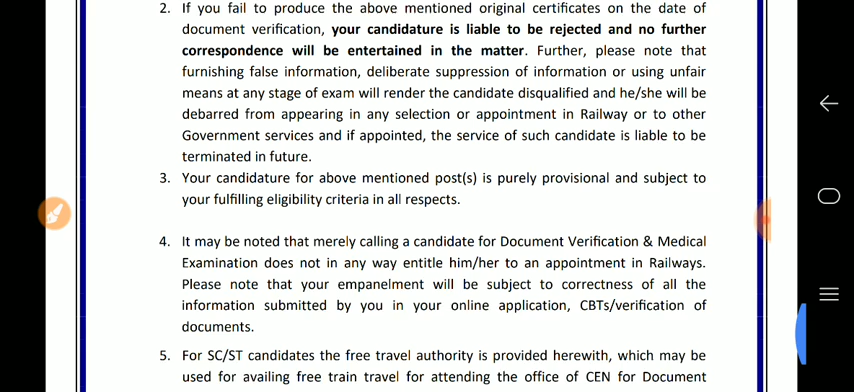 2. If you fail to produce the above mentioned original certificates on the date of
document verification, your candidature is liable to be rejected and no further
correspondence will be entertained in the matter. Further, please note that
furnishing false information, deliberate suppression of information or using unfair
means at any stage of exam will render the candidate disqualified and he/she will be
debarred from appearing in any selection or appointment in Railway or to other
Government services and if appointed, the service of such candidate is liable to be
terminated in future.
3. Your candidature for above mentioned post(s) is purely provisional and subject to
your fulfilling eligibility criteria in all respects.
4. It may be noted that merely calling a candidate for Document Verification & Medical
Examination does not in any way entitle him/her to an appointment in Railways.
Please note that your empanelment will be subject to correctness of all the
information submitted by you in your online application, CBTs/verification of
documents.
5. For SC/ST candidates the free travel authority is provided herewith, which may be
used for availing free train travel for attending the office of CEN for Document